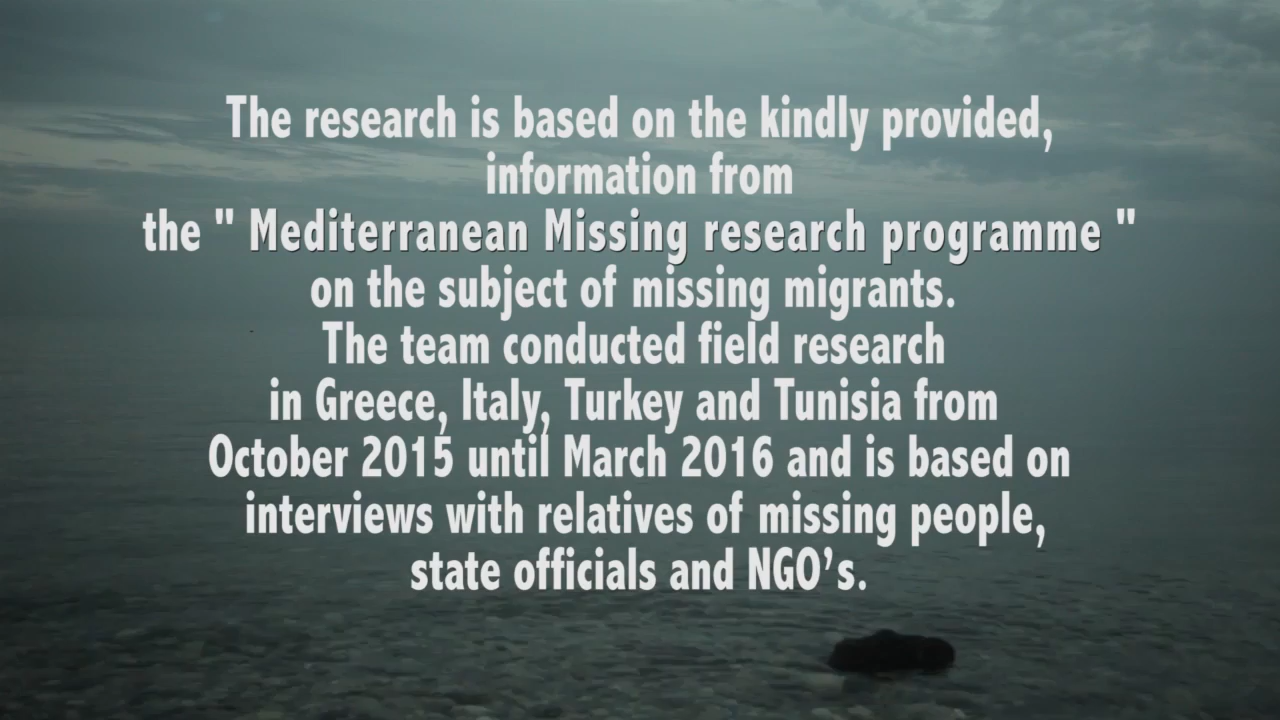 The research is based on the kindly provided,
information from
the " Mediterranean Missing research programme "
on the subject of missing migrants.
The team conducted field research
in Greece, Italy, Turkey and Tunisia from
October 2015 until March 2016 and is based on
interviews with relatives of missing people,
state officials and NGO’s.